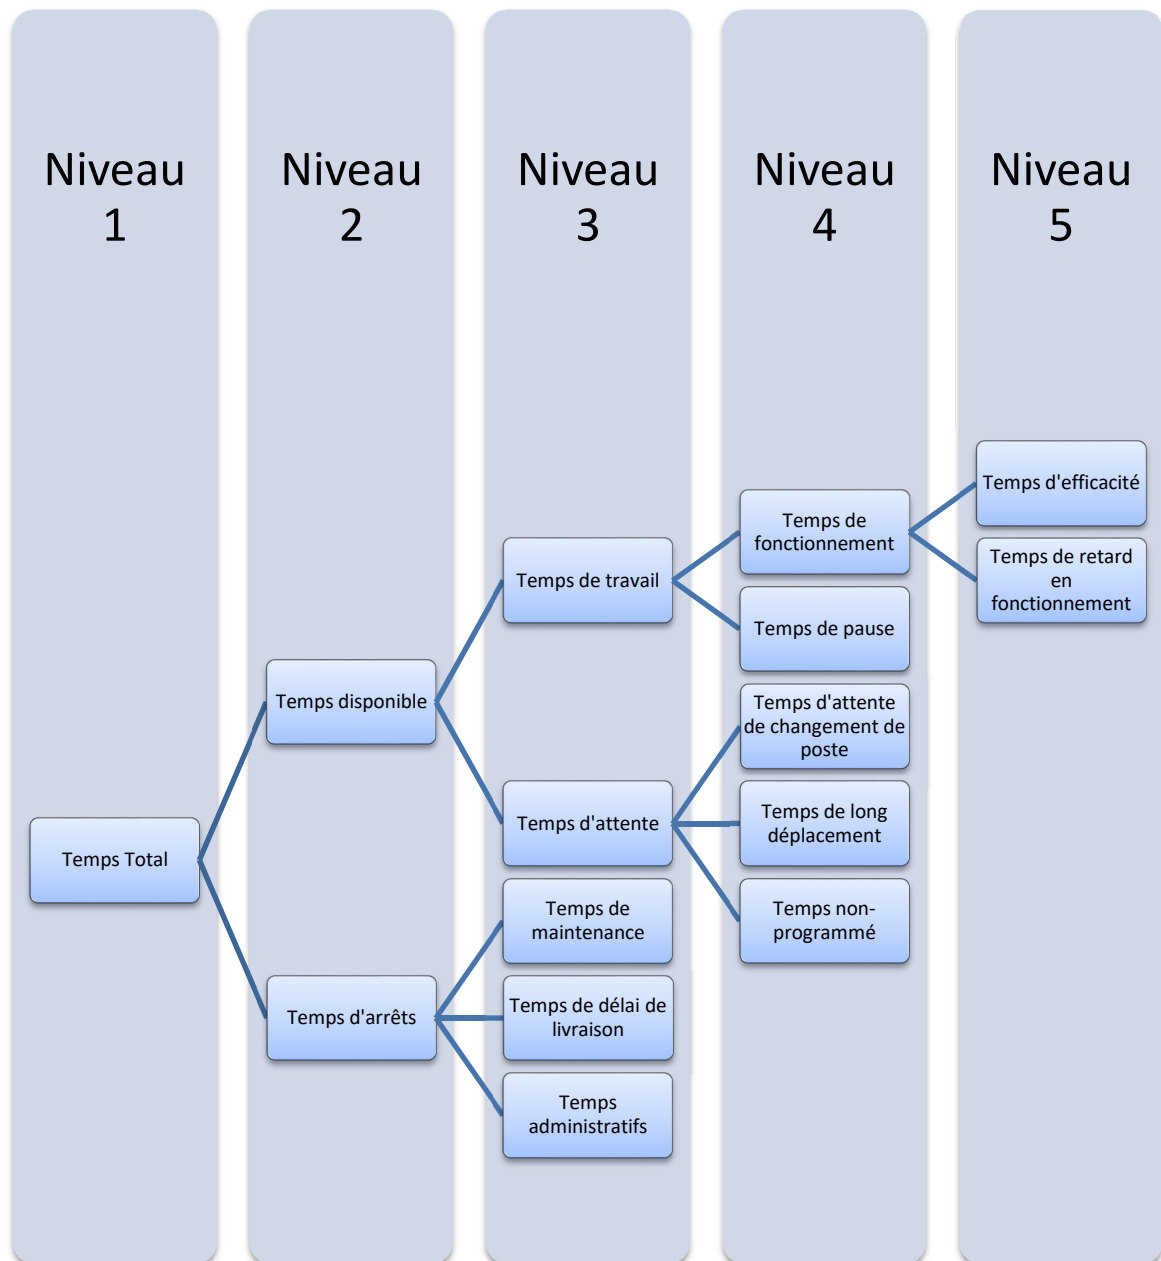 Niveau
1
Niveau
2
Niveau
3
Niveau
4
Niveau
5
Temps Total
Temps disponible
Temps d'arrêts
Temps de travail
Temps d'attente
Temps de
maintenance
Temps de délai de
livraison
Temps
administratifs
Temps de
fonctionnement
Temps de pause
Temps d'attente
de changement de
poste
Temps de long
déplacement
Temps non-
programmé
Temps d'efficacité
Temps de retard
en
fonctionnement